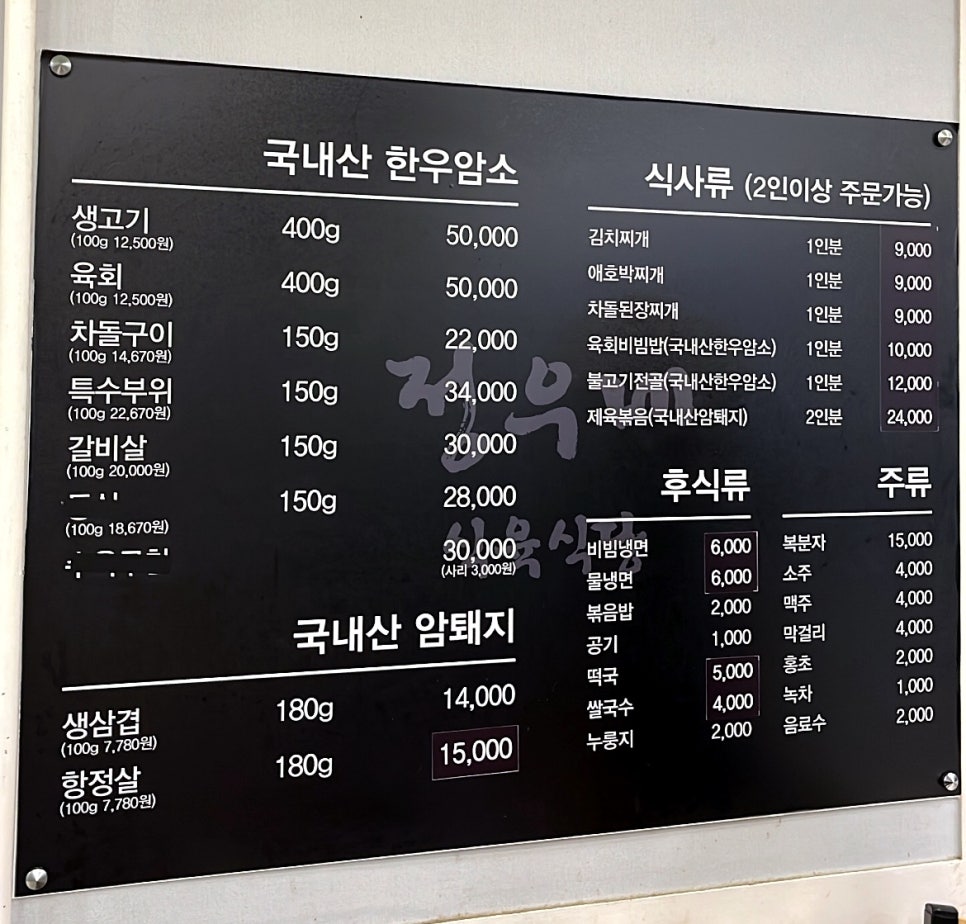 국내산 한우암소
생고기 400g 50,000
(100g 12,500원)
육회 400g 50,000
(100g 12,500원)
차돌구이 150g 22,000
(100g 14,670원)
특수부위 150g 34,000
(100g 22,670원)
갈비살 150g 30,000
(100g 20,000원)
150g 28,000
(100g 18,670원)
30,000
(사리 3,000원)
국내산 암퇘지
생삼겹 180g 14,000
(100g 7,780원)
항정살 180g 15,000
(100g 7,780원)
식사류 (2인이상 주문가능)
김치찌개 1인분 9,000
애호박찌개 1인분 9,000
차돌된장찌개 1인분 9,000
육회비빔밥(국내산한우암소) 1인분 10,000
불고기전골(국내산한우암소) 1인분 12,000
제육볶음(국내산암퇘지) 2인분 24,000
후식류
비빔냉면 6,000
물냉면 6,000
볶음밥 2,000
공기 1,000
떡국 5,000
쌀국수 4,000
누룽지 2,000
주류
복분자 15,000
소주 4,000
맥주 4,000
막걸리 4,000
홍초 2,000
녹차 1,000
음료수 2,000